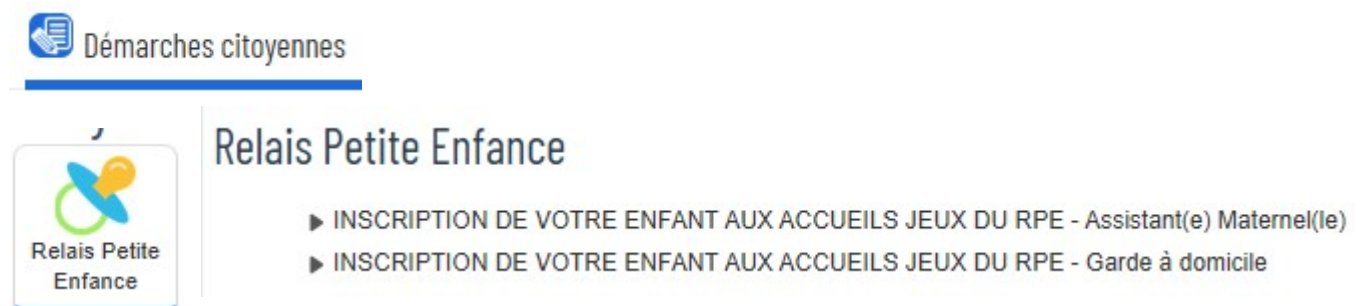 Démarches citoyennes
Relais Petite Enfance
INSCRIPTION DE VOTRE ENFANT AUX ACCUEILS JEUX DU RPE - Assistant(e) Maternel(le)
INSCRIPTION DE VOTRE ENFANT AUX ACCUEILS JEUX DU RPE - Garde à domicile
Relais Petite
Enfance